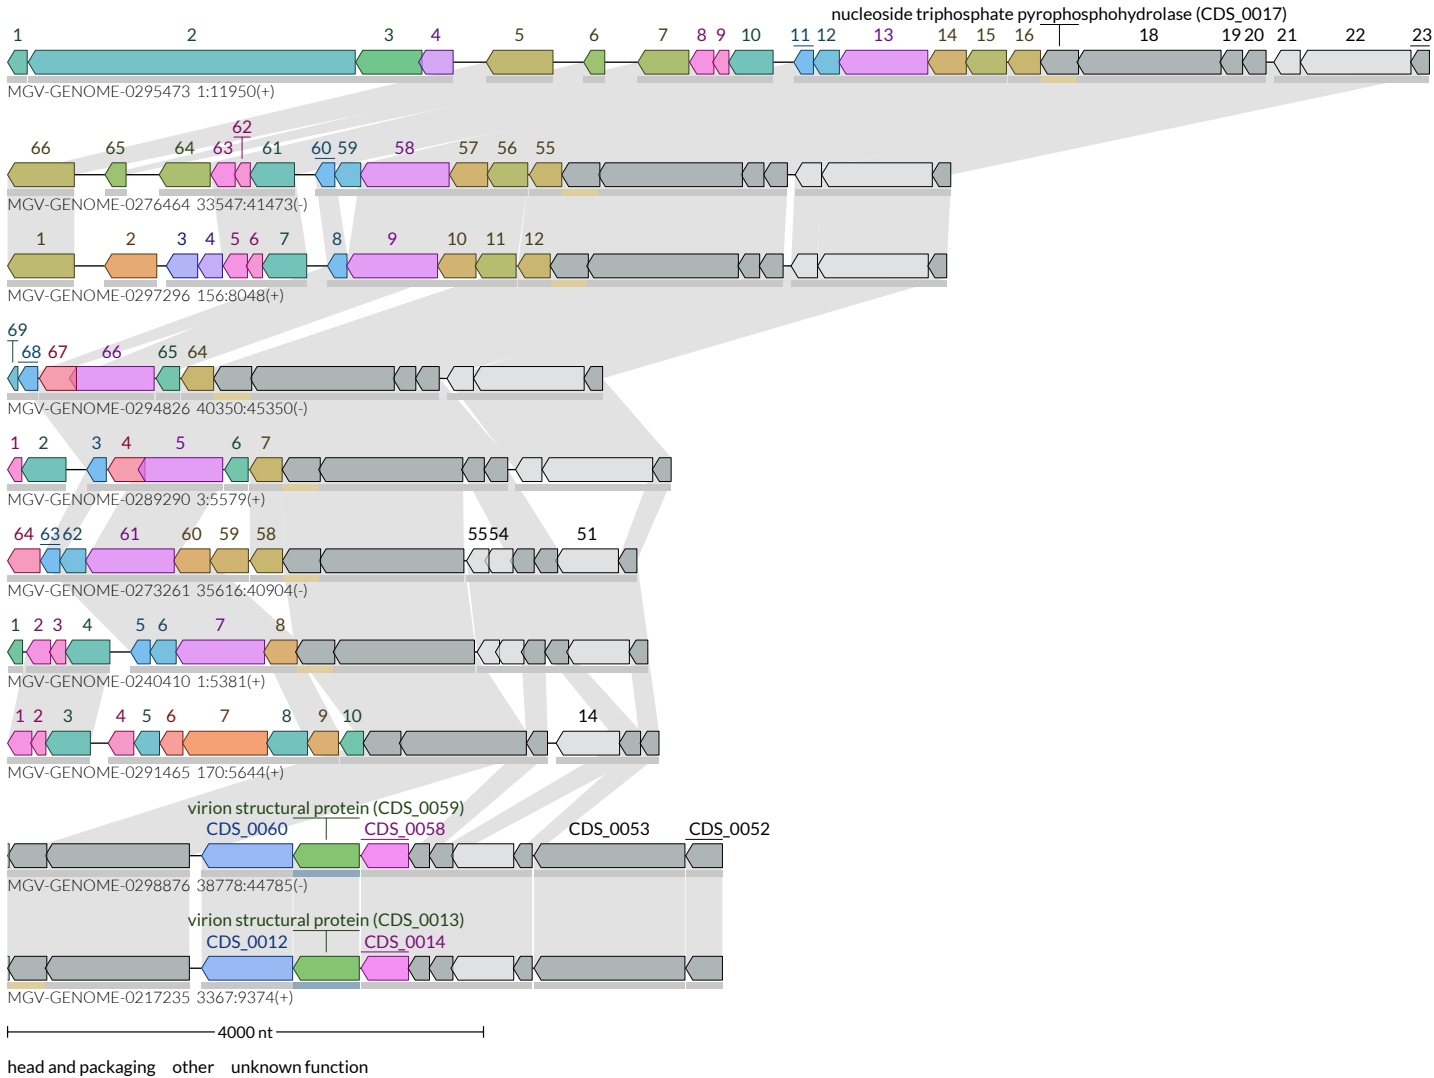 nucleoside triphosphate pyrophosphohydrolase (CDS_0017)
1 2 3 4 5 6 7 8 9 10 11 12 13 14 15 16 18 19 20 21 22 23
MGV-GENOME-0295473 1:11950(+)
62
66 65 64 63 61 60 59 58 57 56 55
MGV-GENOME-0276464 33547:41473(-)
1 2 3 4 5 6 7 8 9 10 11 12
MGV-GENOME-0297296 156:8048(+)
69
68 67 66 65 64
MGV-GENOME-0294826 40350:45350(-)
1 2 3 4 5 6 7
MGV-GENOME-0289290 3:5579(+)
64 63 62 61 60 59 58 55 54 51
MGV-GENOME-0273261 35616:40904(-)
1 2 3 4 5 6 7 8
MGV-GENOME-0240410 1:5381(+)
1 2 3 4 5 6 7 8 9 10 14
MGV-GENOME-0291465 170:5644(+)
virion structural protein (CDS_0059)
CDS_0060 CDS_0058 CDS_0053 CDS_0052
MGV-GENOME-0298876 38778:44785(-)
virion structural protein (CDS_0013)
CDS_0012 CDS_0014
MGV-GENOME-0217235 3367:9374(+)
4000 nt
head and packaging other unknown function